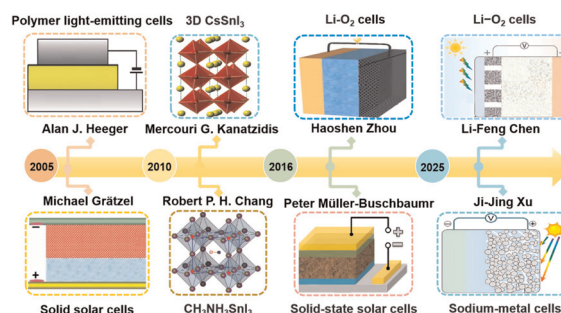 Polymer light-emitting cells
3D CsSnI₃
Li-O₂ cells
Li−O₂ cells
+
V
-
Alan J. Heeger
Mercouri G. Kanatzidis
Haoshen Zhou
Li-Feng Chen
2005
2010
2016
2025
Michael Grätzel
Robert P. H. Chang
Peter Müller-Buschbaumr
Ji-Jing Xu
−
+
+
−
⊖
V
⊕
Solid solar cells
CH₃NH₃SnI₃
Solid-state solar cells
Sodium-metal cells